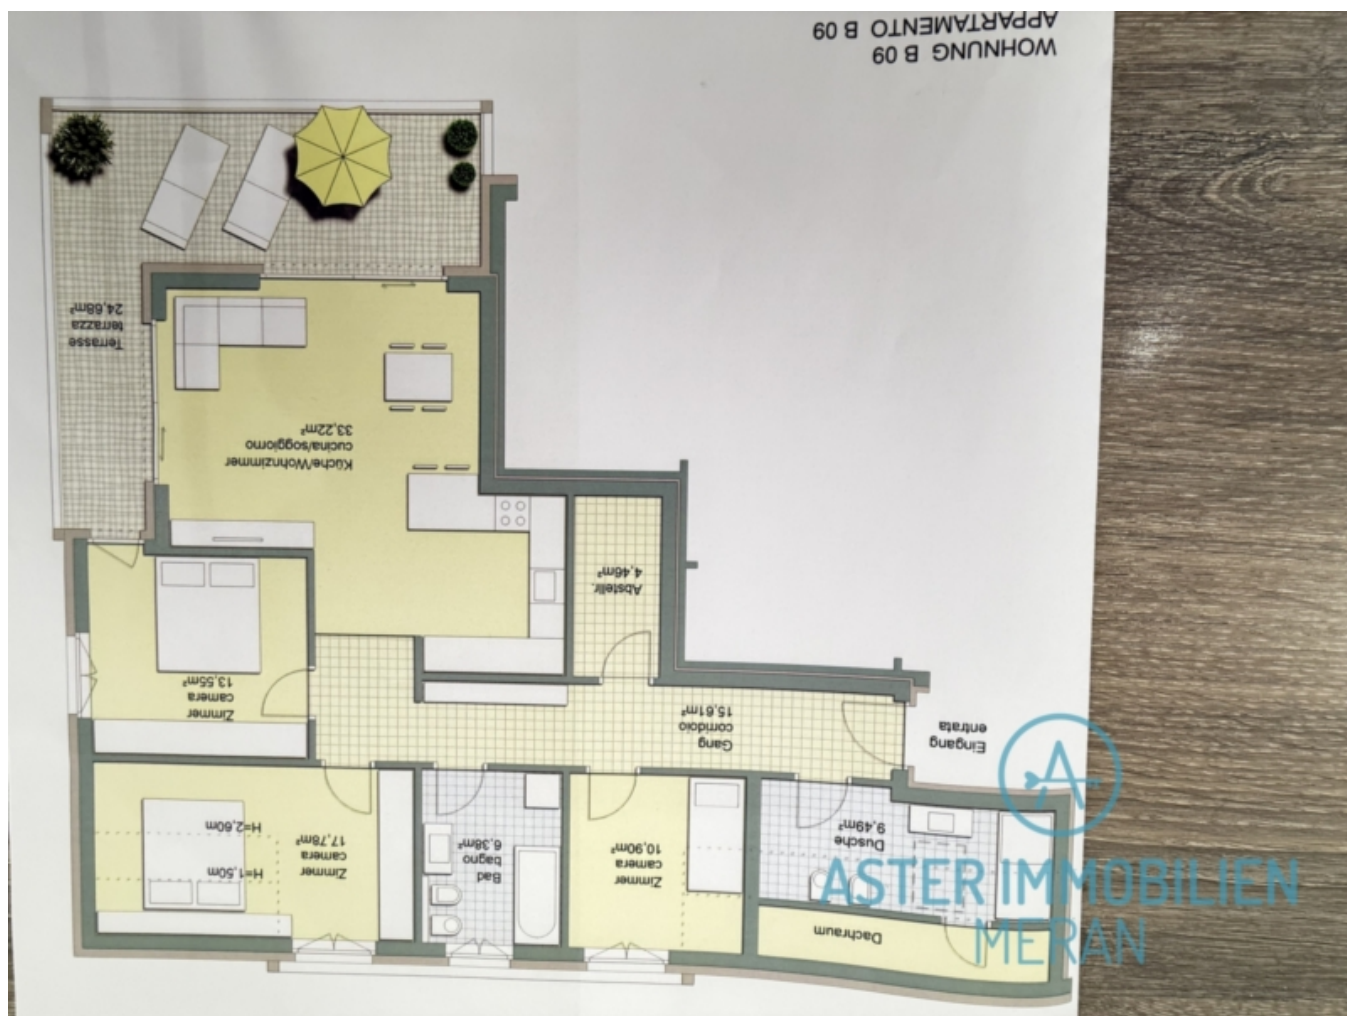 WOHNUNG B 09
APPARTAMENTO B 09
Terrasse
terrazza
24,68m²
Küche/Wohnzimmer
cucina/soggiorno
33,22m²
Abstellr.
4,46m²
Zimmer
camera
13,55m²
Gang
corridoio
15,61m²
Eingang
entrata
Zimmer
camera
17,78m²
H=2,60m
H=1,50m
Bad
bagno
6,38m²
Zimmer
camera
10,90m²
Dusche
9,49m²
Dachraum
ASTER IMMOBILIEN
MERAN